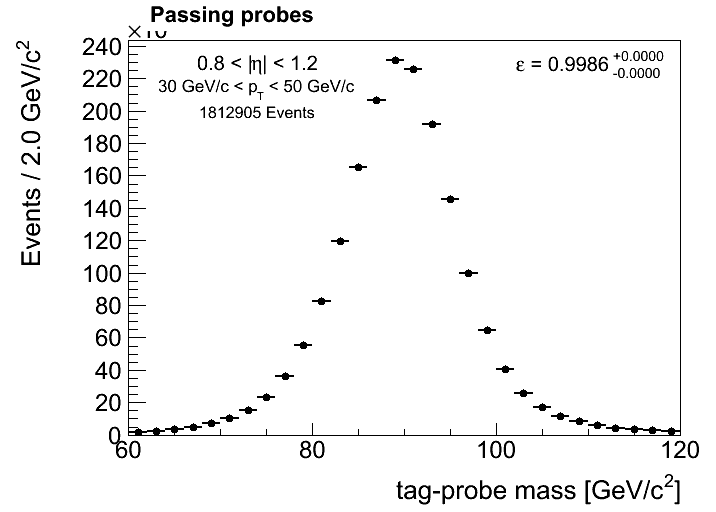 Passing probes
240
220
200
180
160
140
120
100
80
60
40
20
0
Events / 2.0 GeV/c²
0.8 < |η| < 1.2
30 GeV/c < p_T < 50 GeV/c
1812905 Events
ε = 0.9986 +0.0000 -0.0000
60 80 100 120
tag-probe mass [GeV/c²]